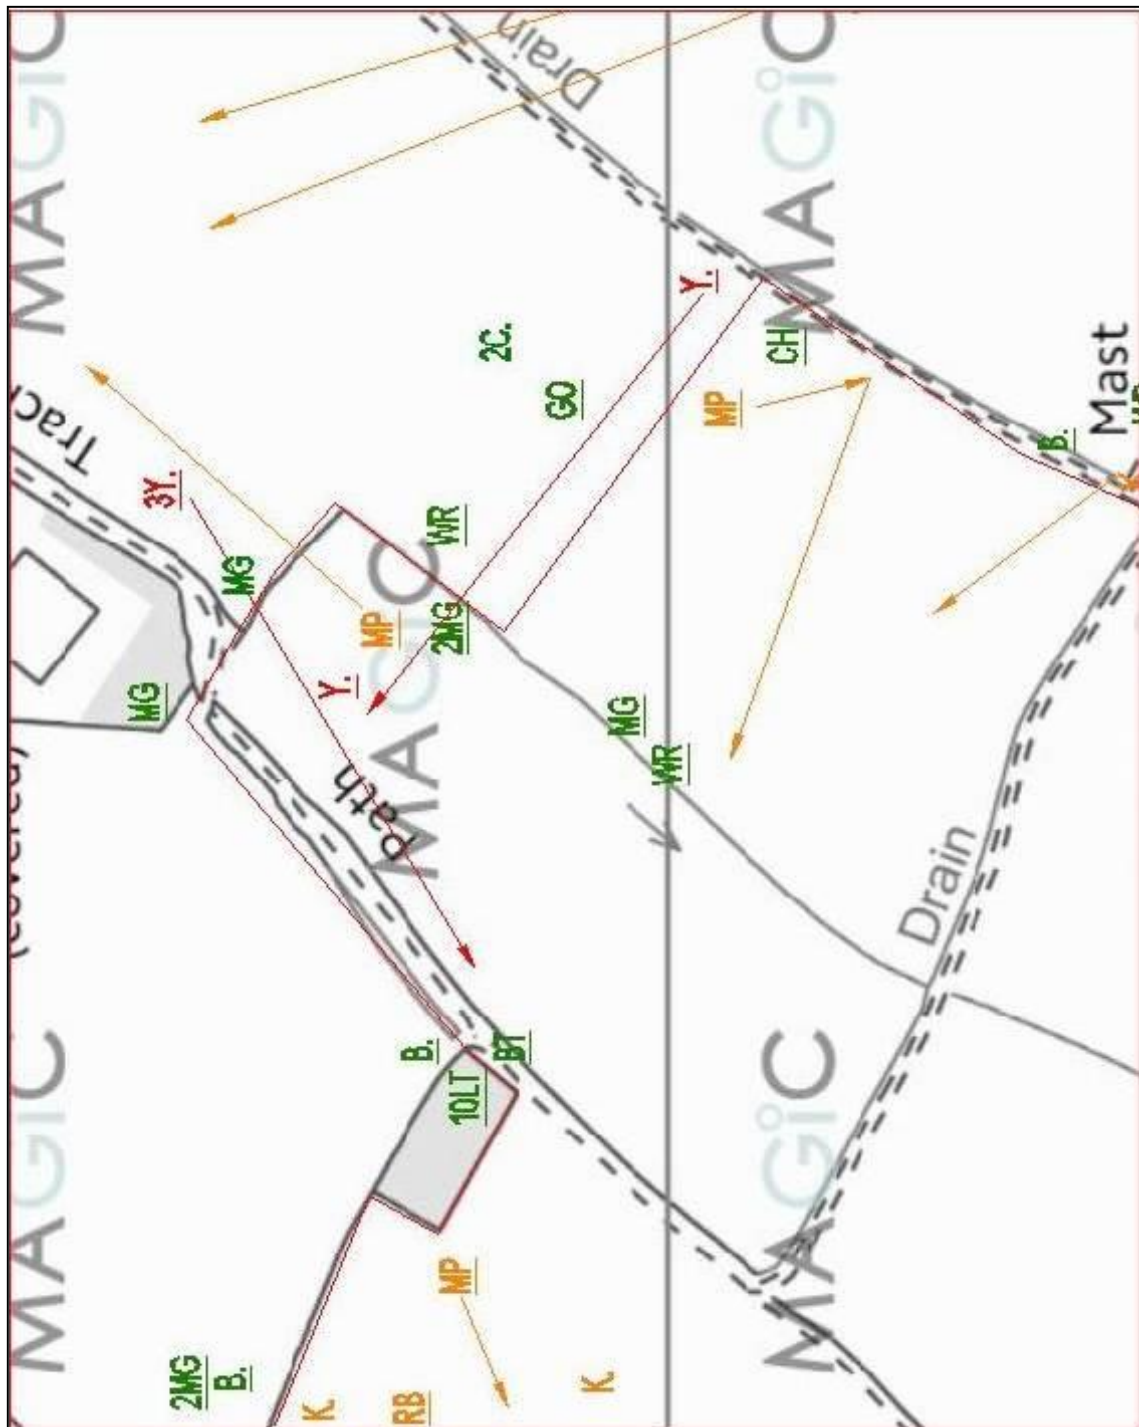 MAGiC
MAGiC
Drain
Y.
2C.
CH
GO
MP
Track
3Y.
B.
Mast
WR
MG
MAGiC
MP
2MG
Y.
MG
MG
WR
Path
(covered)
Drain
B.
BT
10LT
MAGiC
MAGiC
MP
2MG
B.
K.
RB
K.